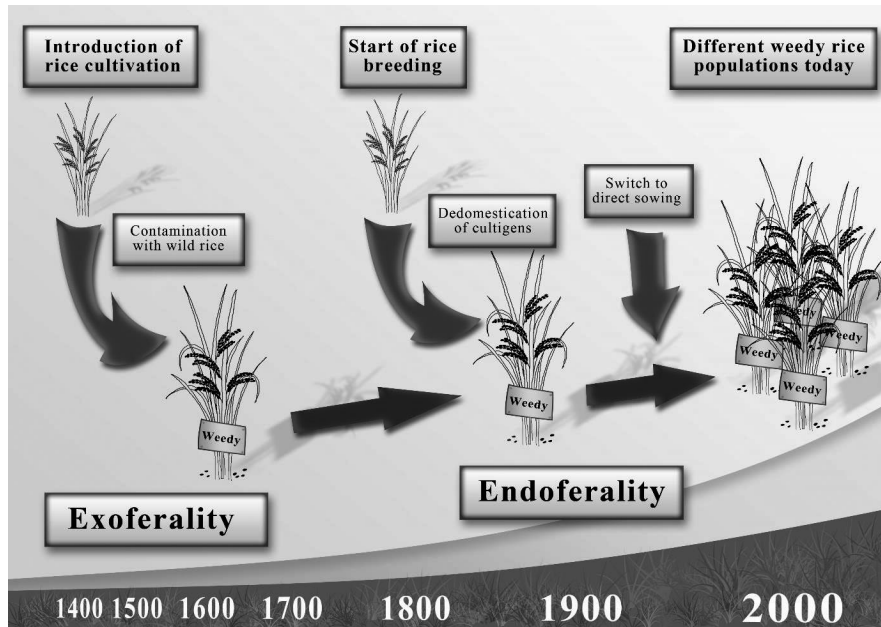 Introduction of
rice cultivation
Start of rice
breeding
Different weedy rice
populations today
Contamination
with wild rice
Dedomestication
of cultigens
Switch to
direct sowing
Weedy
Weedy
Weedy
Weedy
Weedy
Weedy
Exoferality
Endoferality
1400 1500 1600 1700 1800 1900 2000